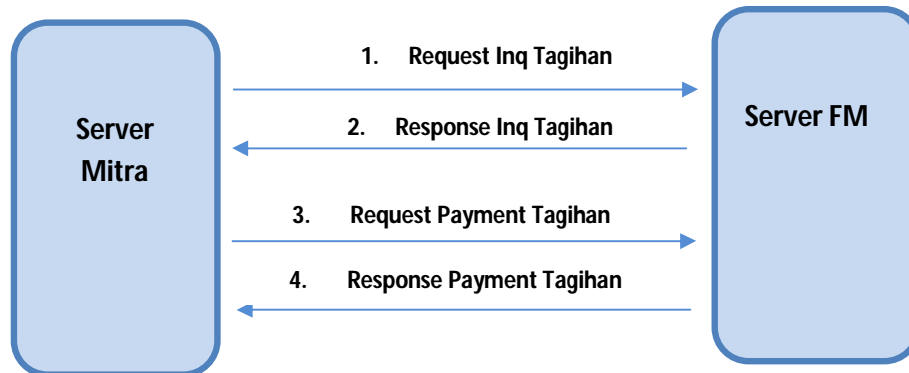 1. Request Inq Tagihan
2. Response Inq Tagihan
Server
Mitra
Server FM
3. Request Payment Tagihan
4. Response Payment Tagihan